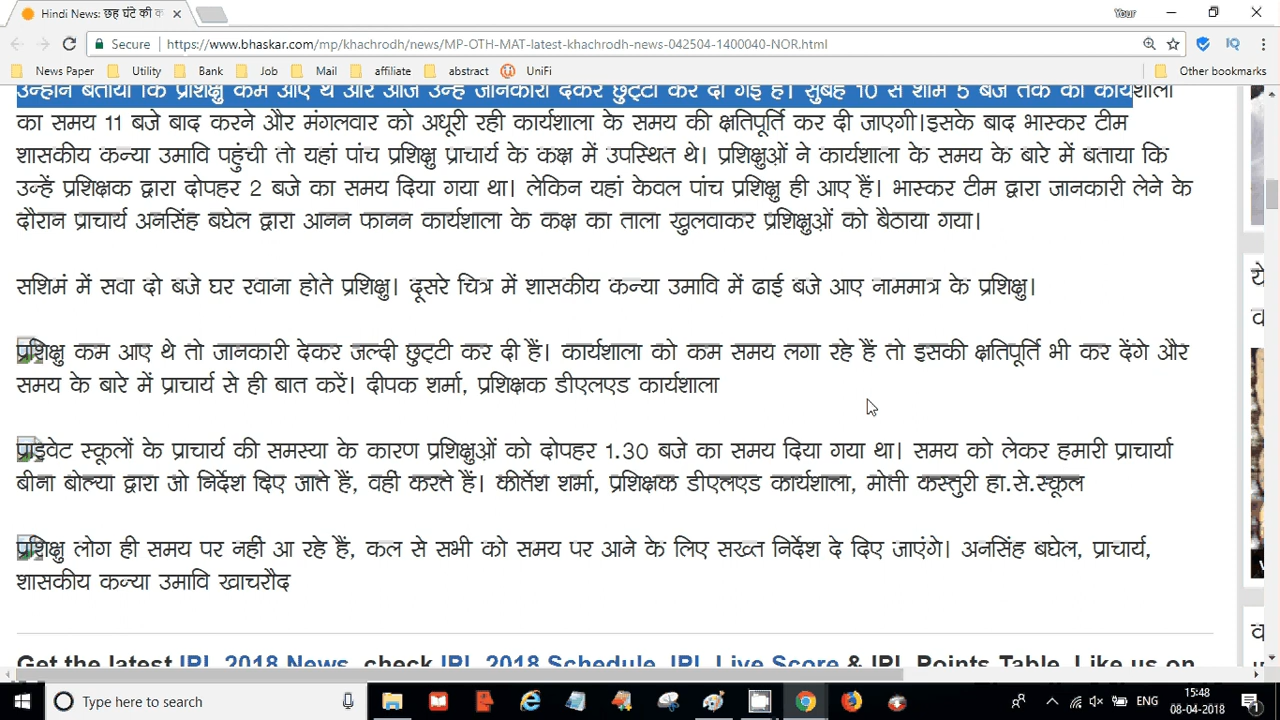 Hindi News: छह घंटे की क
Your
Secure https://www.bhaskar.com/mp/khachrodh/news/MP-OTH-MAT-latest-khachrodh-news-042504-1400040-NOR.html
IQ
News Paper Utility Bank Job Mail affiliate abstract UniFi Other bookmarks
उन्होंने बताया कि प्रशिक्षु कम आए थे और आज उन्हें जानकारी देकर छुट्टी कर दी गई है। सुबह 10 से शाम 5 बजे तक की कार्यशाला
का समय 11 बजे बाद करने और मंगलवार को अधूरी रही कार्यशाला के समय की क्षतिपूर्ति कर दी जाएगी।इसके बाद भास्कर टीम
शासकीय कन्या उमावि पहुंची तो यहां पांच प्रशिक्षु प्राचार्य के कक्ष में उपस्थित थे। प्रशिक्षुओं ने कार्यशाला के समय के बारे में बताया कि
उन्हें प्रशिक्षक द्वारा दोपहर 2 बजे का समय दिया गया था। लेकिन यहां केवल पांच प्रशिक्षु ही आए हैं। भास्कर टीम द्वारा जानकारी लेने के
दौरान प्राचार्य अनसिंह बघेल द्वारा आनन फानन कार्यशाला के कक्ष का ताला खुलवाकर प्रशिक्षुओं को बैठाया गया।
सशिमं में सवा दो बजे घर रवाना होते प्रशिक्षु। दूसरे चित्र में शासकीय कन्या उमावि में ढाई बजे आए नाममात्र के प्रशिक्षु।
प्रशिक्षु कम आए थे तो जानकारी देकर जल्दी छुट्टी कर दी हैं। कार्यशाला को कम समय लगा रहे हैं तो इसकी क्षतिपूर्ति भी कर देंगे और
समय के बारे में प्राचार्य से ही बात करें। दीपक शर्मा, प्रशिक्षक डीएलएड कार्यशाला
प्राइवेट स्कूलों के प्राचार्य की समस्या के कारण प्रशिक्षुओं को दोपहर 1.30 बजे का समय दिया गया था। समय को लेकर हमारी प्राचार्या
बीना बोल्या द्वारा जो निर्देश दिए जाते हैं, वहीं करते हैं। कीर्तेश शर्मा, प्रशिक्षक डीएलएड कार्यशाला, मोती कस्तुरी हा.से.स्कूल
प्रशिक्षु लोग ही समय पर नहीं आ रहे हैं, कल से सभी को समय पर आने के लिए सख्त निर्देश दे दिए जाएंगे। अनसिंह बघेल, प्राचार्य,
शासकीय कन्या उमावि खाचरौद
Get the latest IPL 2018 News, check IPL 2018 Schedule, IPL Live Score & IPL Points Table. Like us on
Type here to search
ENG
15:48
08-04-2018